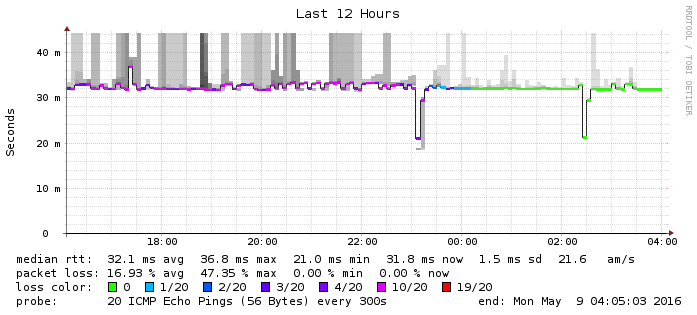 Last 12 Hours
RRDTOOL / TOBI OETIKER
Seconds
40 m
30 m
20 m
10 m
0
18:00 20:00 22:00 00:00 02:00 04:00
median rtt: 32.1 ms avg 36.8 ms max 21.0 ms min 31.8 ms now 1.5 ms sd 21.6 am/s
packet loss: 16.93 % avg 47.35 % max 0.00 % min 0.00 % now
loss color: 0 1/20 2/20 3/20 4/20 10/20 19/20
probe: 20 ICMP Echo Pings (56 Bytes) every 300s end: Mon May 9 04:05:03 2016